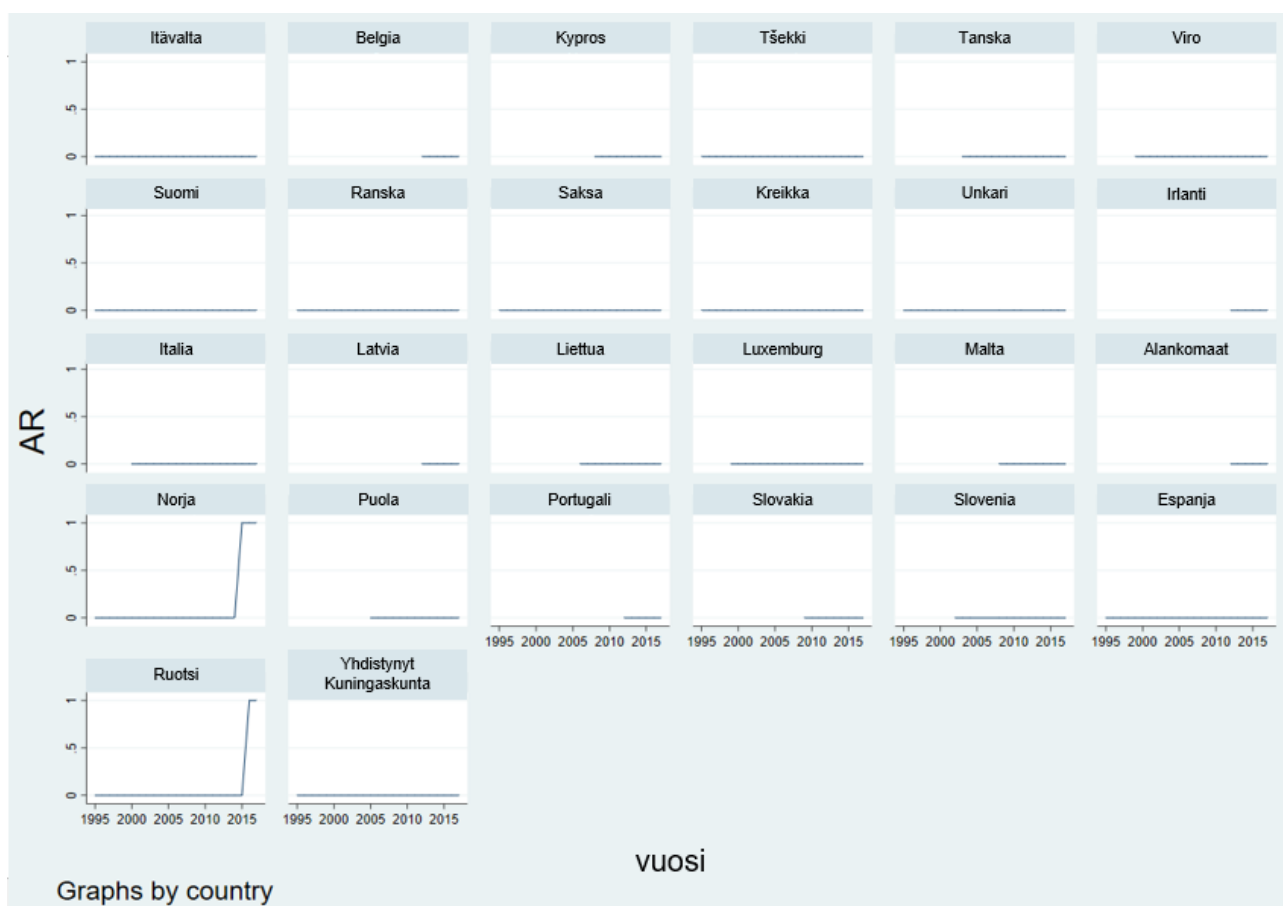 Itävalta Belgia Kypros Tšekki Tanska Viro
1
.5
0
Suomi Ranska Saksa Kreikka Unkari Irlanti
1
.5
0
Italia Latvia Liettua Luxemburg Malta Alankomaat
1
.5
0
AR
Norja Puola Portugali Slovakia Slovenia Espanja
1
.5
0
1995 2000 2005 2010 2015 1995 2000 2005 2010 2015 1995 2000 2005 2010 2015 1995 2000 2005 2010 2015
Ruotsi Yhdistynyt
Kuningaskunta
1
.5
0
1995 2000 2005 2010 2015 1995 2000 2005 2010 2015
vuosi
Graphs by country